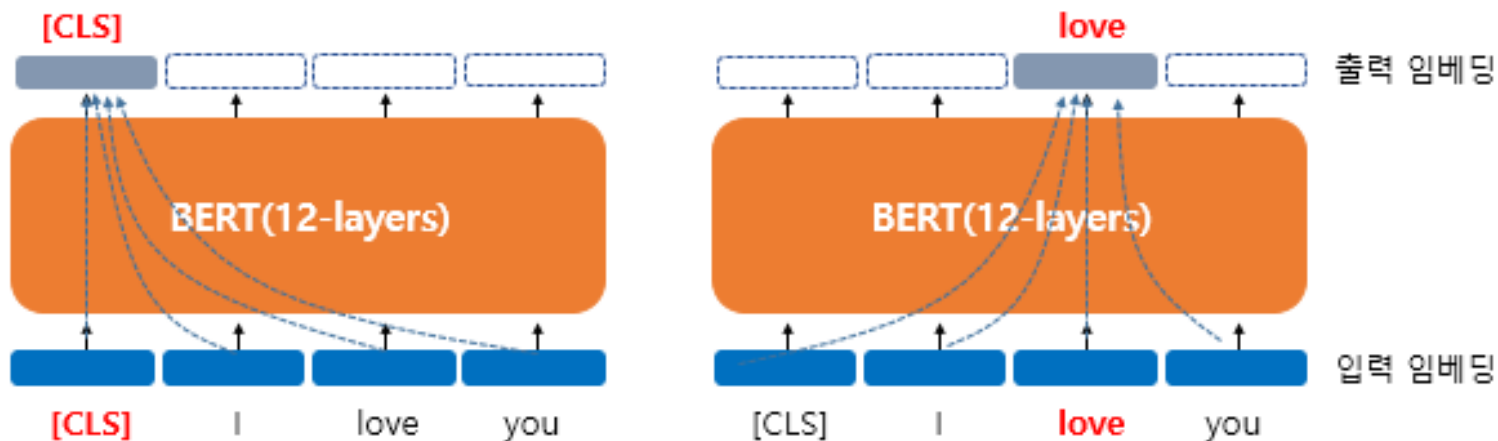 [CLS] love
출력 임베딩
BERT(12-layers) BERT(12-layers)
입력 임베딩
[CLS] I love you [CLS] I love you